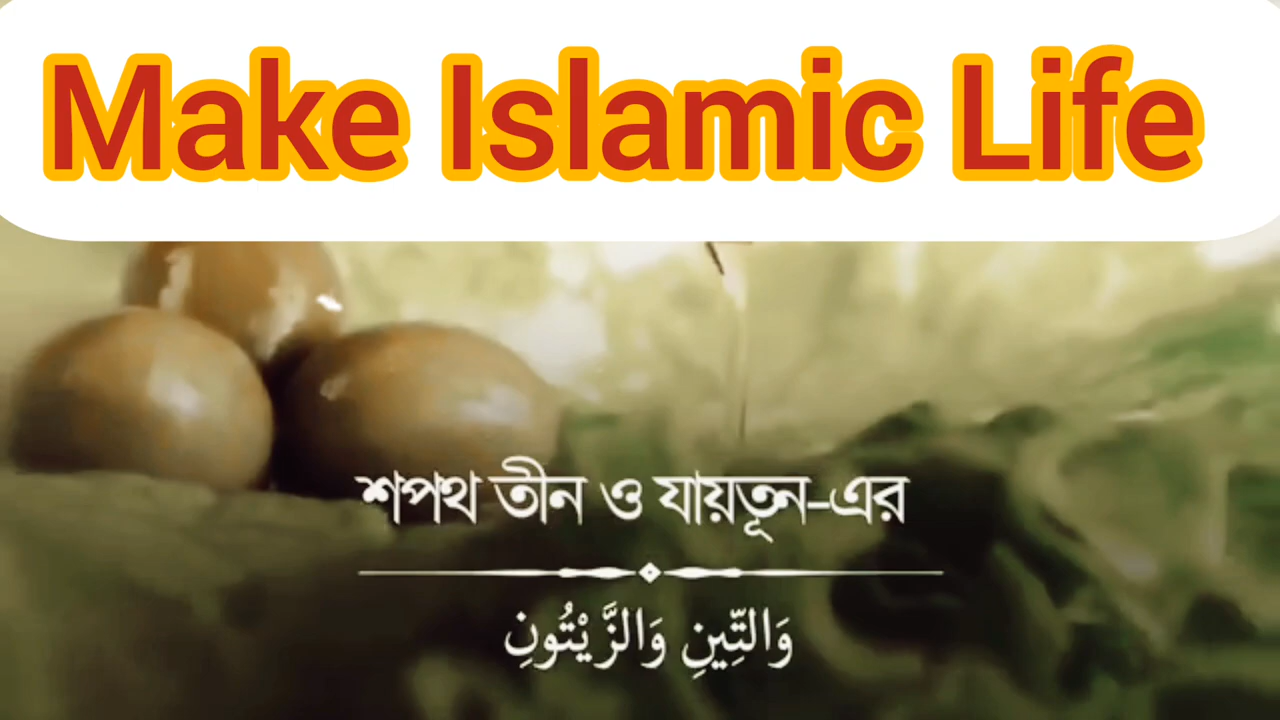 Make Islamic Life
শপথ তীন ও যায়তূন-এর
وَالتِّينِ وَالزَّيْتُونِ